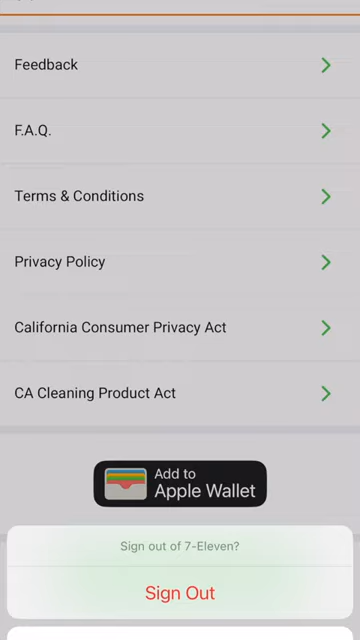 Feedback
F.A.Q.
Terms & Conditions
Privacy Policy
California Consumer Privacy Act
CA Cleaning Product Act
Add to
Apple Wallet
Sign out of 7-Eleven?
Sign Out